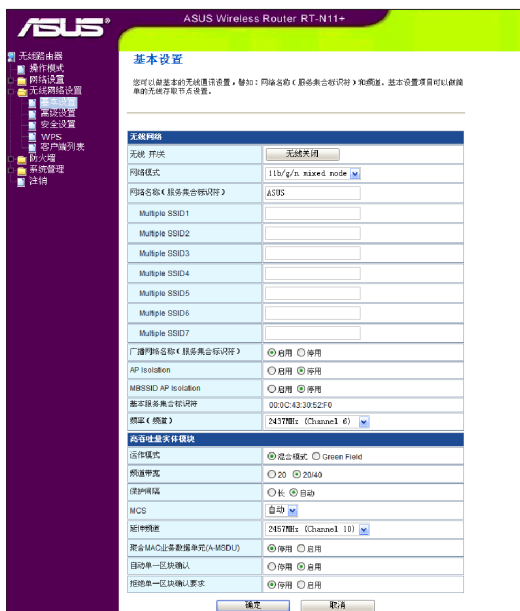 ASUS
ASUS Wireless Router RT-N11+
无线路由器
操作模式
网络设置
无线网络设置
基本设置
高级设置
安全设置
WPS
客户端列表
防火墙
系统管理
注销
基本设置
您可以做基本的无线通讯设置，譬如：网络名称（服务集合标识符）和频道。基本设置项目可以做简
单的无线存取节点设置。
无线网络
无线 开/关 无线关闭
网络模式 11b/g/n mixed mode
网络名称（服务集合标识符） ASUS
Multiple SSID1
Multiple SSID2
Multiple SSID3
Multiple SSID4
Multiple SSID5
Multiple SSID6
Multiple SSID7
广播网络名称（服务集合标识符） 启用 停用
AP Isolation 启用 停用
MBSSID AP Isolation 启用 停用
基本服务集合标识符 00:0C:43:30:52:F0
频率（频道） 2437MHz (Channel 6)
高吞吐量实体模块
运作模式 混合模式 Green Field
频道带宽 20 20/40
保护间隔 长 自动
MCS 自动
延伸频道 2457MHz (Channel 10)
聚合MAC业务数据单元(A-MSDU) 停用 启用
自动单一区块确认 停用 启用
拒绝单一区块确认要求 停用 启用
确定 取消